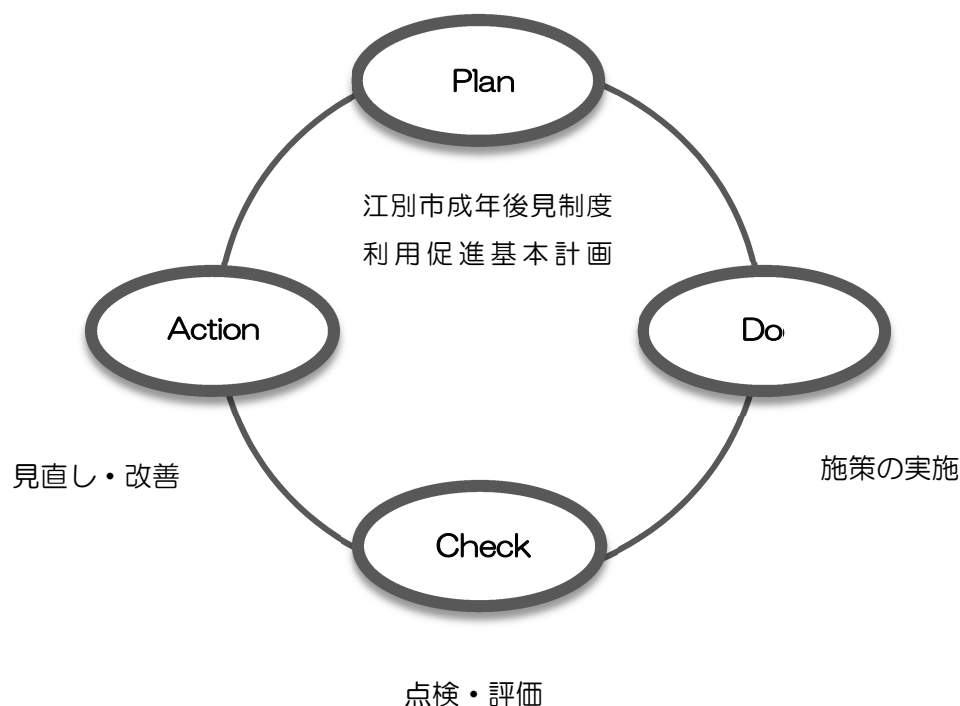 Plan
江別市成年後見制度
利用促進基本計画
Action
Do
見直し・改善
施策の実施
Check
点検・評価